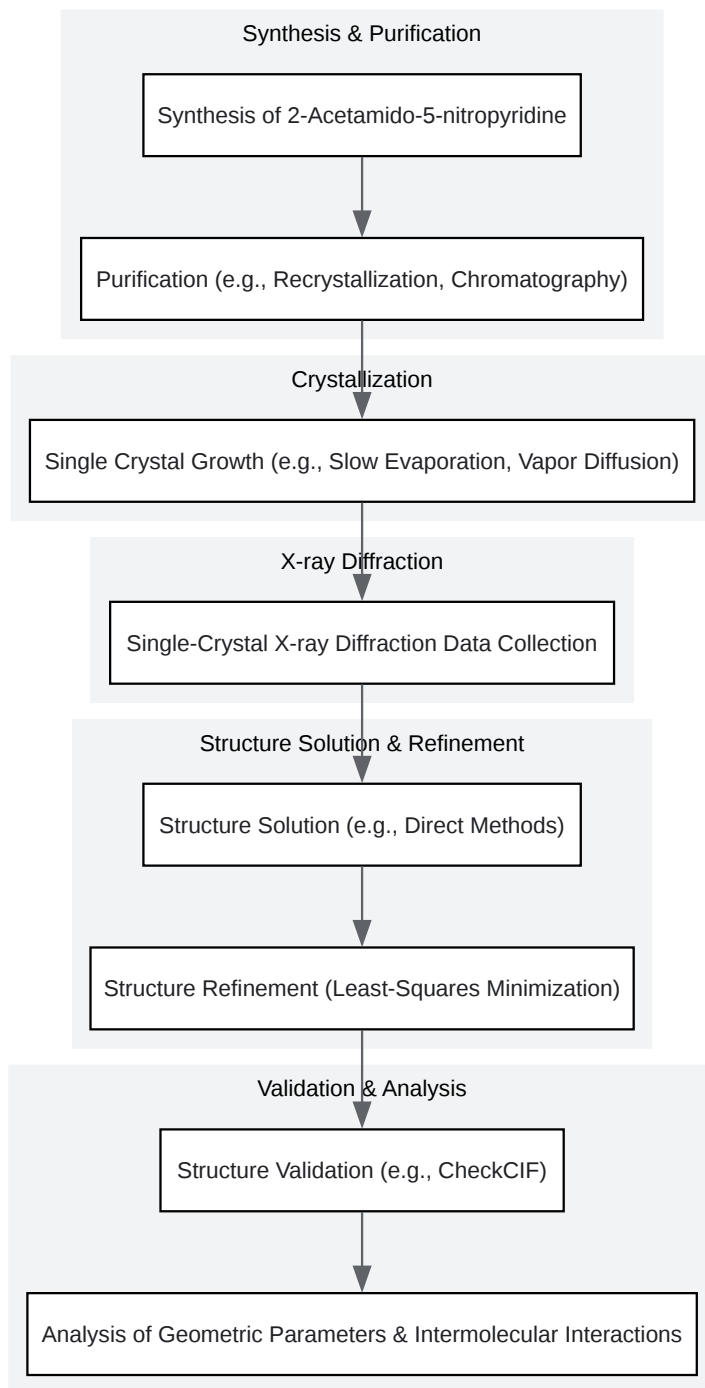 Synthesis & Purification
Synthesis of 2-Acetamido-5-nitropyridine
Purification (e.g., Recrystallization, Chromatography)
Crystallization
Single Crystal Growth (e.g., Slow Evaporation, Vapor Diffusion)
X-ray Diffraction
Single-Crystal X-ray Diffraction Data Collection
Structure Solution & Refinement
Structure Solution (e.g., Direct Methods)
Structure Refinement (Least-Squares Minimization)
Validation & Analysis
Structure Validation (e.g., CheckCIF)
Analysis of Geometric Parameters & Intermolecular Interactions